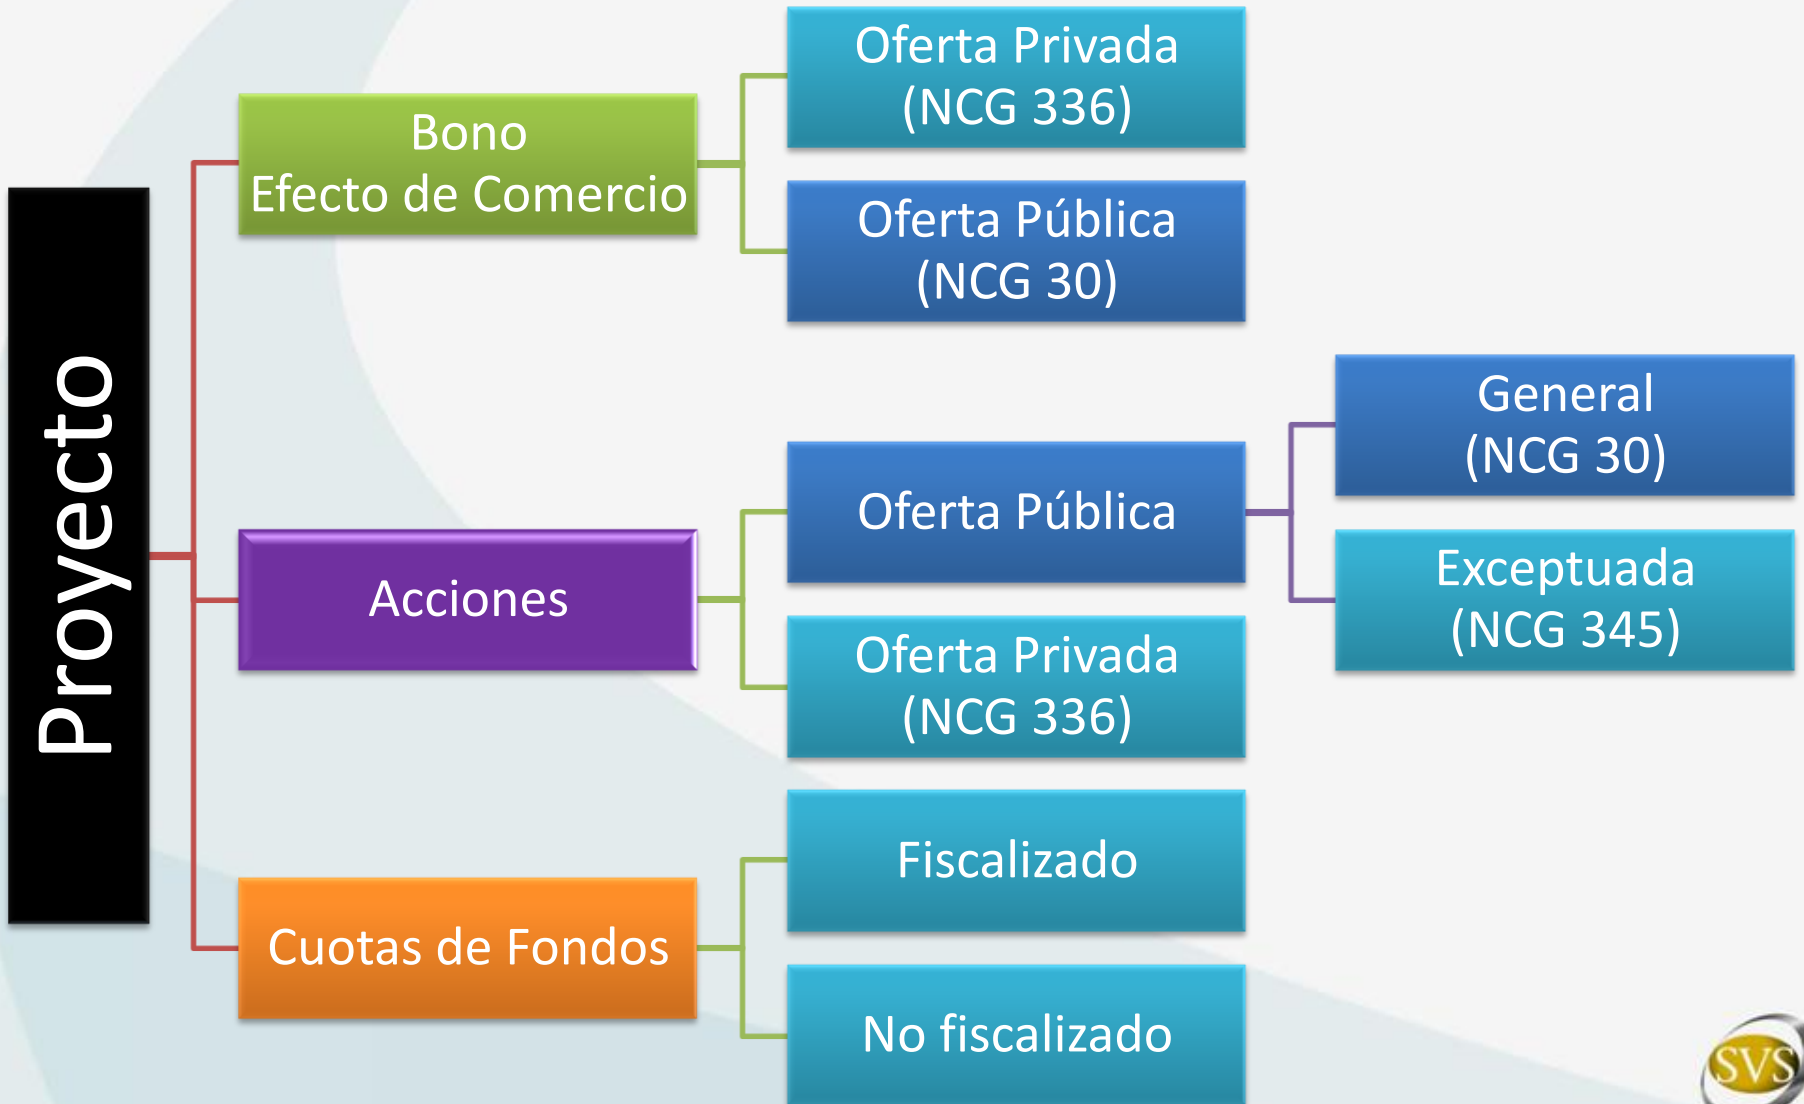 Proyecto
Bono
Efecto de Comercio
Oferta Privada
(NCG 336)
Oferta Pública
(NCG 30)
Acciones
Oferta Pública
General
(NCG 30)
Exceptuada
(NCG 345)
Oferta Privada
(NCG 336)
Cuotas de Fondos
Fiscalizado
No fiscalizado
SVS